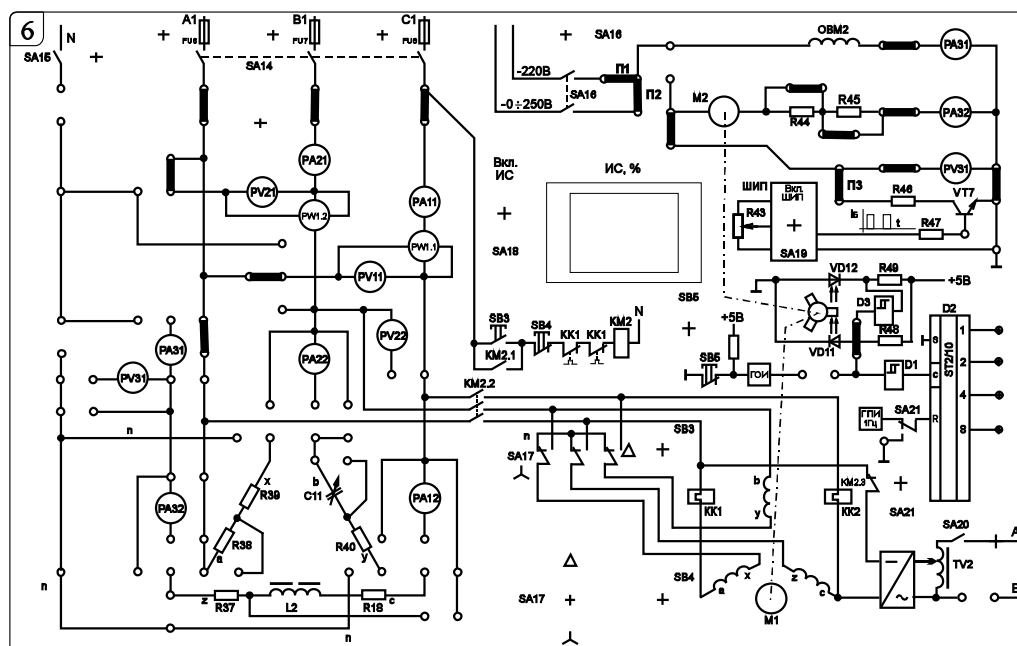 6
N
A1
B1
C1
FU6
FU7
FU8
SA15
SA14
SA16
ОВМ2
PA31
-220В
П1
SA16
П2
-0÷250В
M2
R44
R45
PA32
PA21
PV21
PW1.2
PA11
Вкл.
ИС
ИС, %
SA18
PW1.1
PV11
ШИП
Вкл.
ШИП
R43
SA19
П3
PV31
R46
VT7
Iб
t
R47
VD12
R49
+5В
D3
R48
VD11
D2
ST2/10
S
C
R
1
2
4
8
SB5
+5В
SB5
ГОИ
D1
ГПИ
1Гц
SA21
PA31
PV31
PA22
PV22
SB3
KM2.1
SB4
KK1
KK1
KM2
N
KM2.2
n
SA17
SB3
n
x
R39
R38
a
PA32
b
C11
R40
y
PA12
KK1
b
y
KM2.3
KK2
SA21
SA20
A
TV2
B
SB4
a
x
z
c
M1
SA17
n
z
R37
L2
R18
c
n